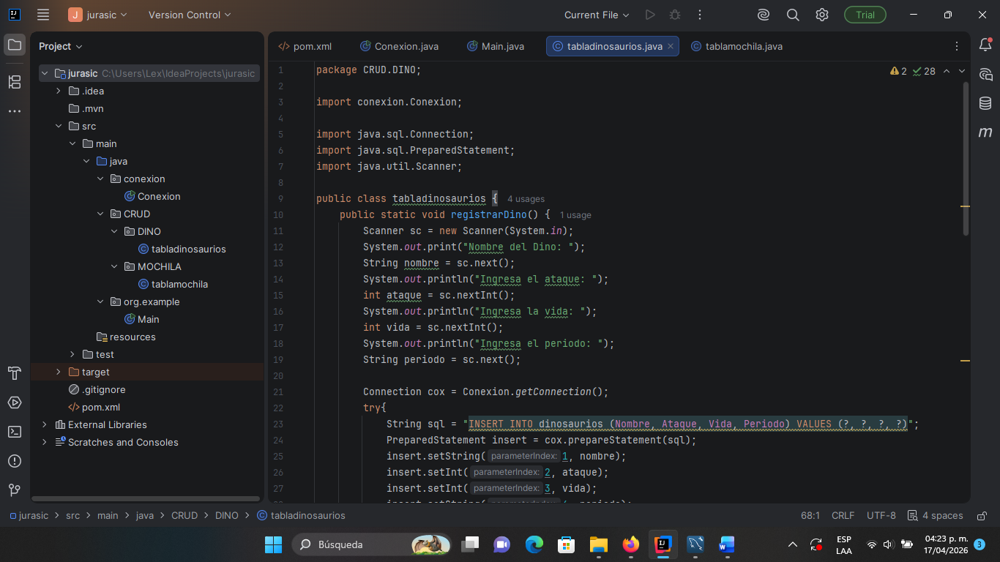 J jurasic Version Control Current File Trial
Project
pom.xml Conexion.java Main.java tabladinosaurios.java tablamochila.java
jurasic C:\Users\Lex\IdeaProjects\jurasic
.idea
.mvn
src
main
java
conexion
Conexion
CRUD
DINO
tabladinosaurios
MOCHILA
tablamochila
org.example
Main
resources
test
target
.gitignore
pom.xml
External Libraries
Scratches and Consoles
2 28
1 package CRUD.DINO;
2
3 import conexion.Conexion;
4
5 import java.sql.Connection;
6 import java.sql.PreparedStatement;
7 import java.util.Scanner;
8
9 public class tabladinosaurios { 4 usages
10 public static void registrarDino() { 1 usage
11 Scanner sc = new Scanner(System.in);
12 System.out.print("Nombre del Dino: ");
13 String nombre = sc.next();
14 System.out.println("Ingresa el ataque: ");
15 int ataque = sc.nextInt();
16 System.out.println("Ingresa la vida: ");
17 int vida = sc.nextInt();
18 System.out.println("Ingresa el periodo: ");
19 String periodo = sc.next();
20
21 Connection cox = Conexion.getConnection();
22 try{
23 String sql = "INSERT INTO dinosaurios (Nombre, Ataque, Vida, Periodo) VALUES (?, ?, ?, ?)";
24 PreparedStatement insert = cox.prepareStatement(sql);
25 insert.setString( parameterIndex: 1, nombre);
26 insert.setInt( parameterIndex: 2, ataque);
27 insert.setInt( parameterIndex: 3, vida);
m
jurasic > src > main > java > CRUD > DINO > tabladinosaurios 68:1 CRLF UTF-8 4 spaces
Búsqueda
ESP
LAA
04:23 p. m.
17/04/2026
3